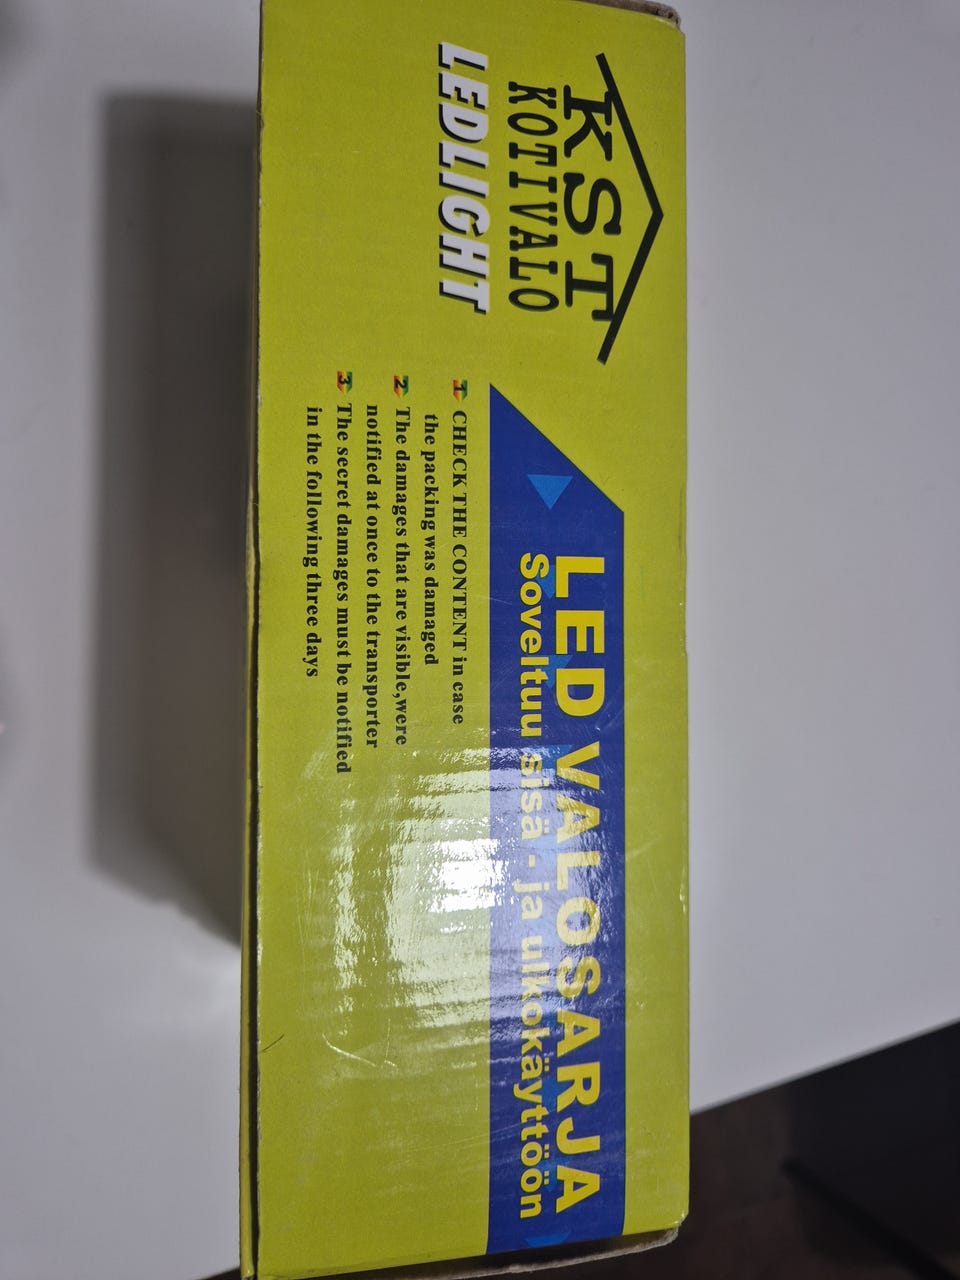 KST
KOTIVALO
LEDLIGHT
LED VALOSARJA
Soveltuu sisä - ja ulkokäyttöön
1 CHECK THE CONTENT in case
the packing was damaged
2 The damages that are visible,were
notified at once to the transporter
3 The secret damages must be notified
in the following three days